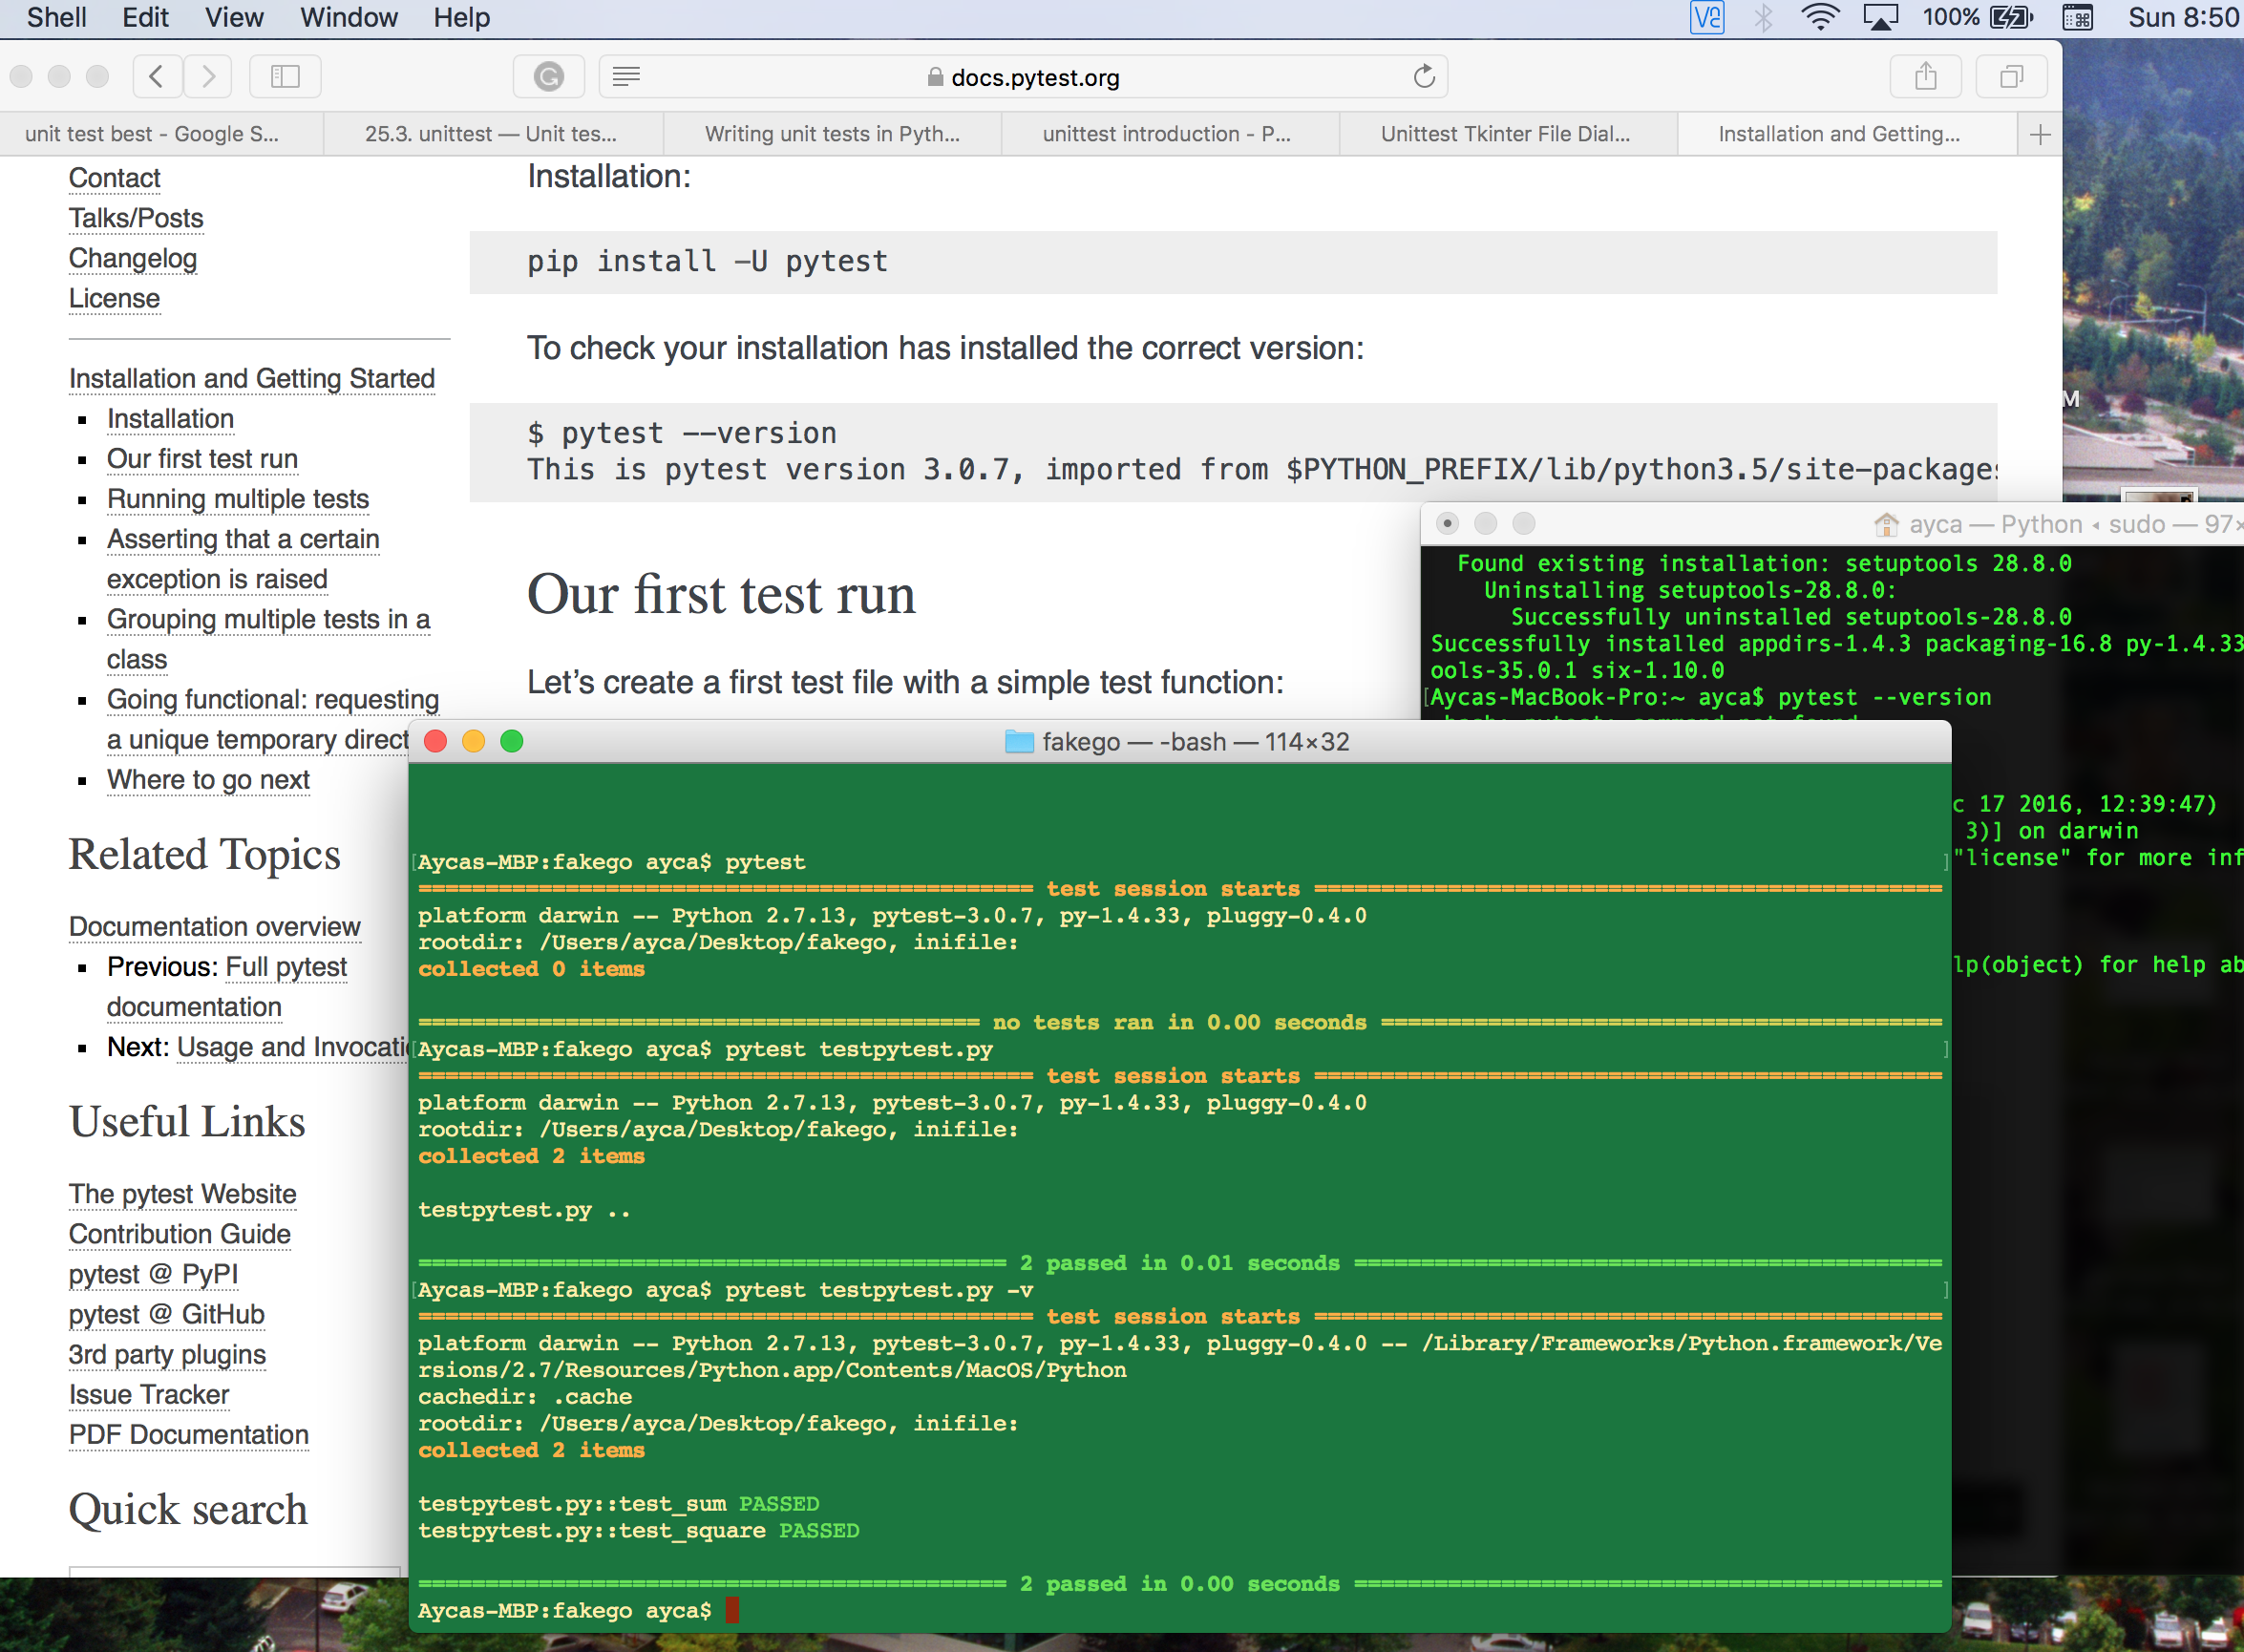 Shell Edit View Window Help 100% Sun 8:50
docs.pytest.org
unit test best - Google S... 25.3. unittest — Unit tes... Writing unit tests in Pyth... unittest introduction - P... Unittest Tkinter File Dial... Installation and Getting...
Contact
Talks/Posts
Changelog
License
Installation and Getting Started
▪ Installation
▪ Our first test run
▪ Running multiple tests
▪ Asserting that a certain
exception is raised
▪ Grouping multiple tests in a
class
▪ Going functional: requesting
a unique temporary direct
▪ Where to go next
Related Topics
Documentation overview
▪ Previous: Full pytest
documentation
▪ Next: Usage and Invocati
Useful Links
The pytest Website
Contribution Guide
pytest @ PyPI
pytest @ GitHub
3rd party plugins
Issue Tracker
PDF Documentation
Quick search
Installation:
pip install -U pytest
To check your installation has installed the correct version:
$ pytest --version
This is pytest version 3.0.7, imported from $PYTHON_PREFIX/lib/python3.5/site-packages
Our first test run
Let’s create a first test file with a simple test function:
M
ayca — Python ◂ sudo — 97×
Found existing installation: setuptools 28.8.0
Uninstalling setuptools-28.8.0:
Successfully uninstalled setuptools-28.8.0
Successfully installed appdirs-1.4.3 packaging-16.8 py-1.4.33
ools-35.0.1 six-1.10.0
[Aycas-MacBook-Pro:~ ayca$ pytest --version
-bash: pytest: command not found
c 17 2016, 12:39:47)
3)] on darwin
"license" for more inf
lp(object) for help ab
fakego — -bash — 114×32
[Aycas-MBP:fakego ayca$ pytest ]
============================================== test session starts ===============================================
platform darwin -- Python 2.7.13, pytest-3.0.7, py-1.4.33, pluggy-0.4.0
rootdir: /Users/ayca/Desktop/fakego, inifile:
collected 0 items
========================================== no tests ran in 0.00 seconds ==========================================
[Aycas-MBP:fakego ayca$ pytest testpytest.py ]
============================================== test session starts ===============================================
platform darwin -- Python 2.7.13, pytest-3.0.7, py-1.4.33, pluggy-0.4.0
rootdir: /Users/ayca/Desktop/fakego, inifile:
collected 2 items
testpytest.py ..
============================================ 2 passed in 0.01 seconds ============================================
[Aycas-MBP:fakego ayca$ pytest testpytest.py -v ]
============================================== test session starts ===============================================
platform darwin -- Python 2.7.13, pytest-3.0.7, py-1.4.33, pluggy-0.4.0 -- /Library/Frameworks/Python.framework/Ve
rsions/2.7/Resources/Python.app/Contents/MacOS/Python
cachedir: .cache
rootdir: /Users/ayca/Desktop/fakego, inifile:
collected 2 items
testpytest.py::test_sum PASSED
testpytest.py::test_square PASSED
============================================ 2 passed in 0.00 seconds ============================================
Aycas-MBP:fakego ayca$